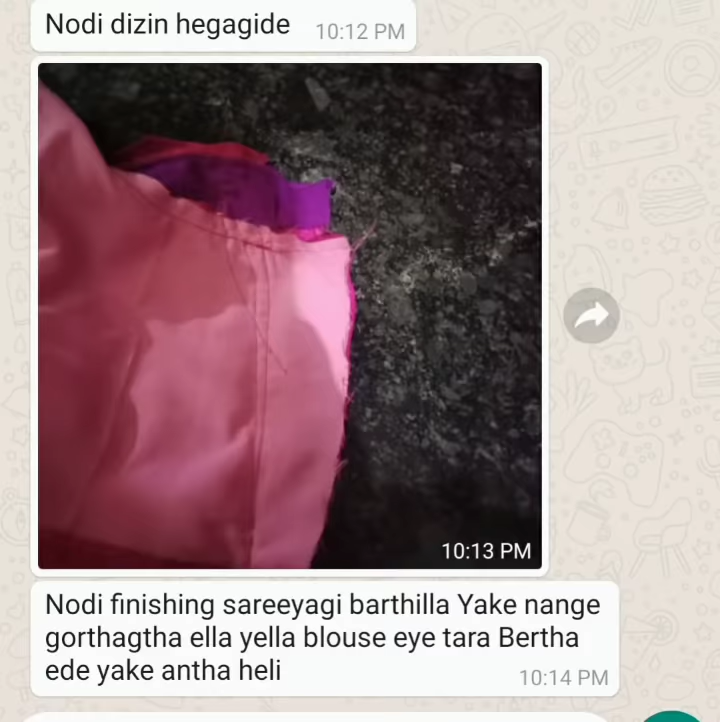 Nodi dizin hegagide
10:12 PM
10:13 PM
Nodi finishing sareeyagi barthilla Yake nange
gorthagtha ella yella blouse eye tara Bertha
ede yake antha heli
10:14 PM